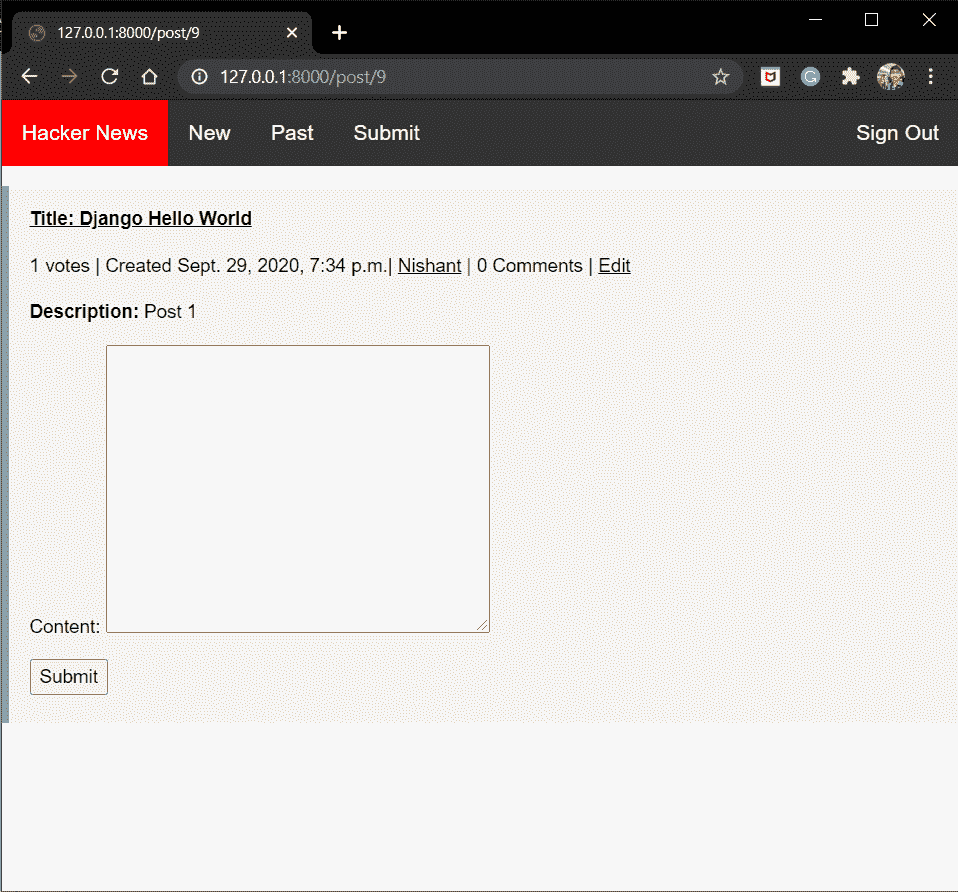 127.0.0.1:8000/post/9
127.0.0.1:8000/post/9
Hacker News New Past Submit Sign Out
Title: Django Hello World
1 votes | Created Sept. 29, 2020, 7:34 p.m.| Nishant | 0 Comments | Edit
Description: Post 1
Content:
Submit